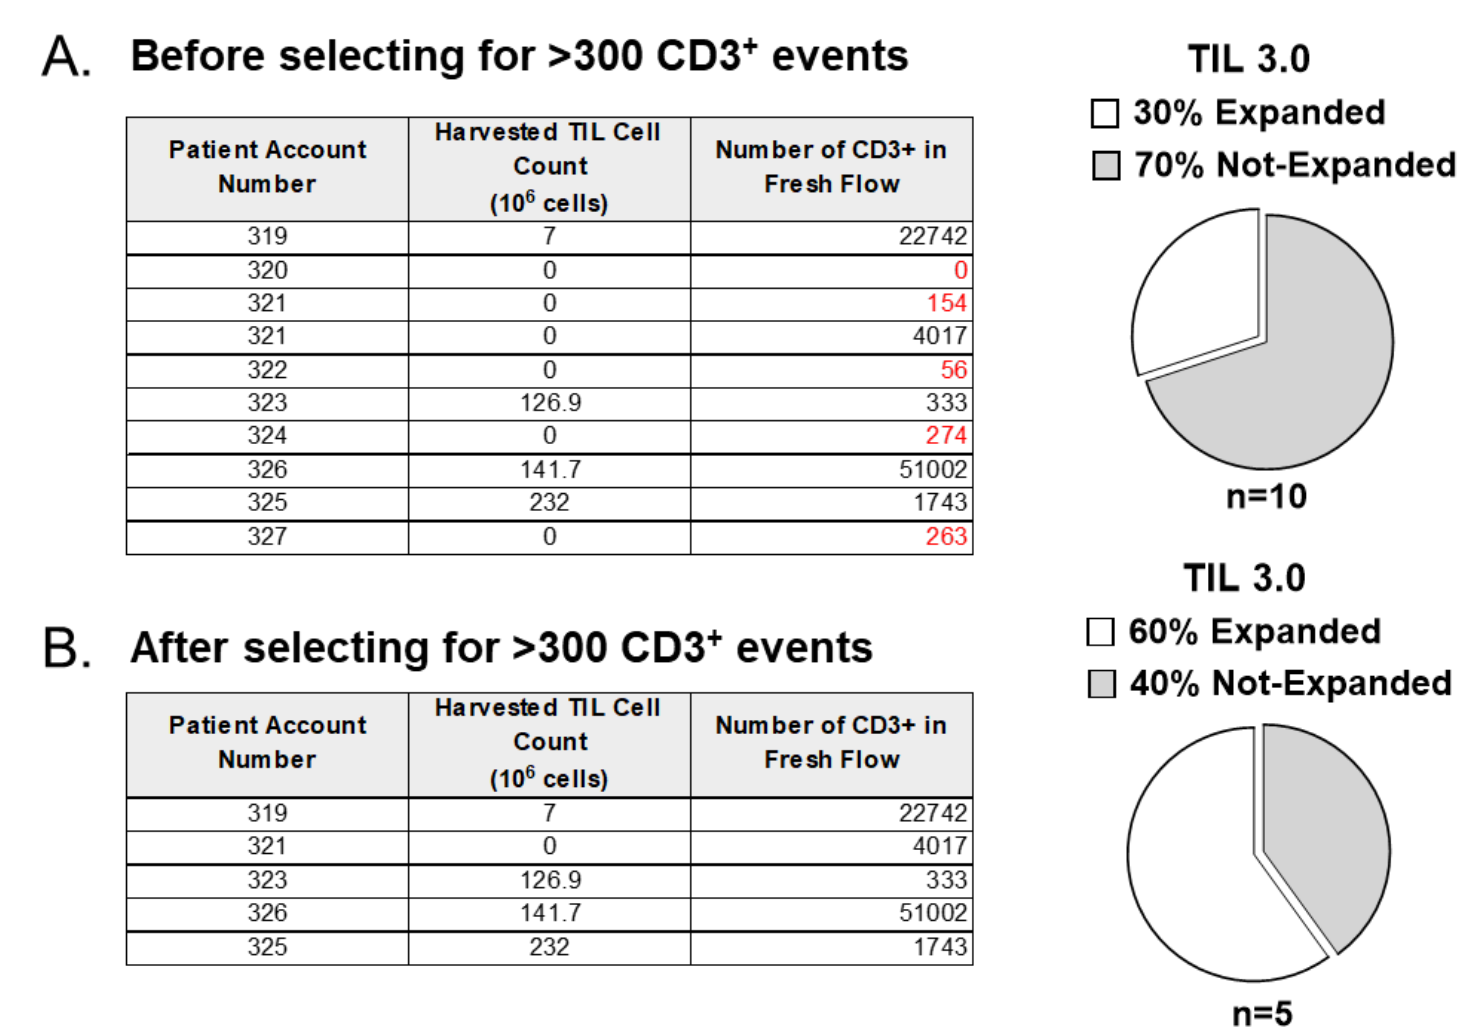 A. Before selecting for >300 CD3⁺ events
Patient Account Number | Harvested TIL Cell Count (10⁶ cells) | Number of CD3+ in Fresh Flow
319 | 7 | 22742
320 | 0 | 0
321 | 0 | 154
321 | 0 | 4017
322 | 0 | 56
323 | 126.9 | 333
324 | 0 | 274
326 | 141.7 | 51002
325 | 232 | 1743
327 | 0 | 263
TIL 3.0
30% Expanded
70% Not-Expanded
n=10
B. After selecting for >300 CD3⁺ events
Patient Account Number | Harvested TIL Cell Count (10⁶ cells) | Number of CD3+ in Fresh Flow
319 | 7 | 22742
321 | 0 | 4017
323 | 126.9 | 333
326 | 141.7 | 51002
325 | 232 | 1743
TIL 3.0
60% Expanded
40% Not-Expanded
n=5